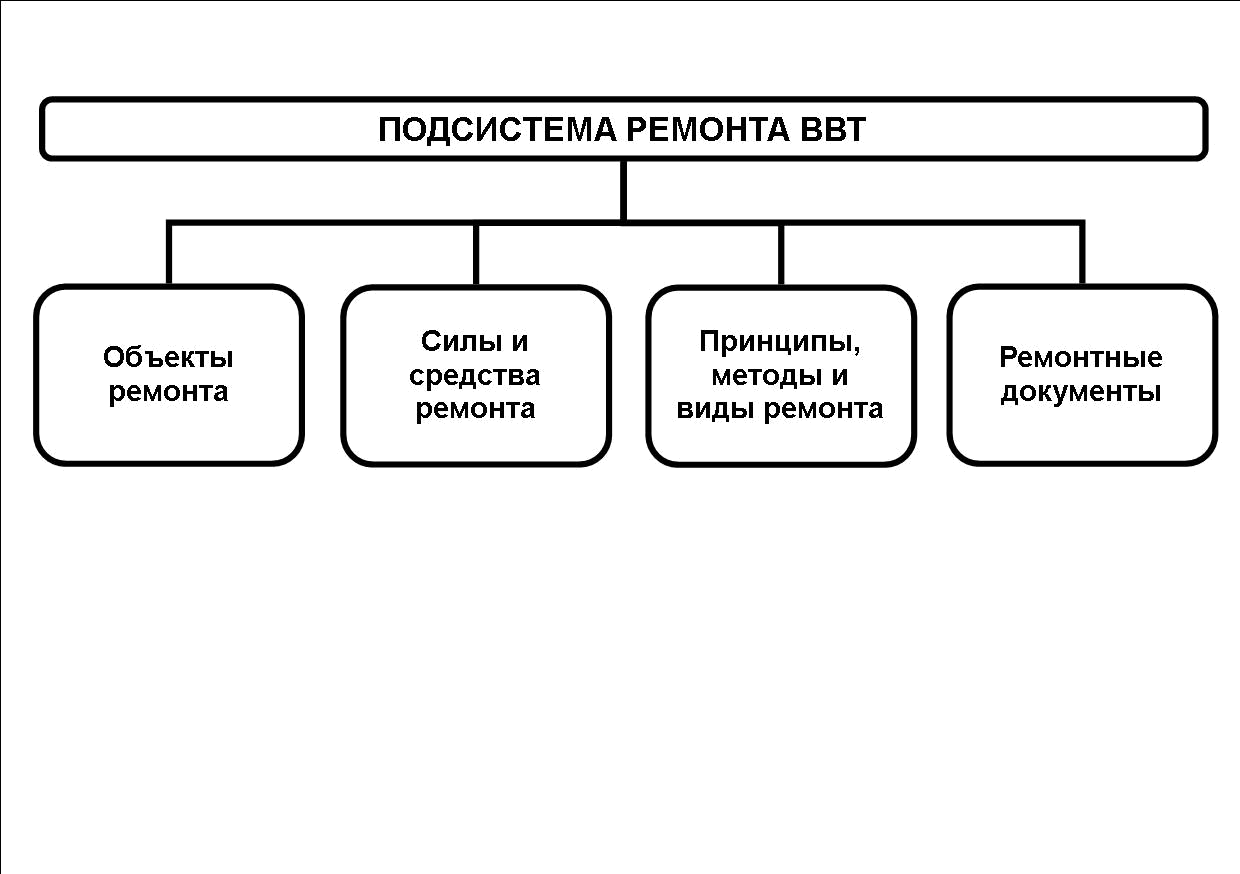 ПОДСИСТЕМА РЕМОНТА ВВТ
Объекты
ремонта
Силы и
средства
ремонта
Принципы,
методы и
виды ремонта
Ремонтные
документы